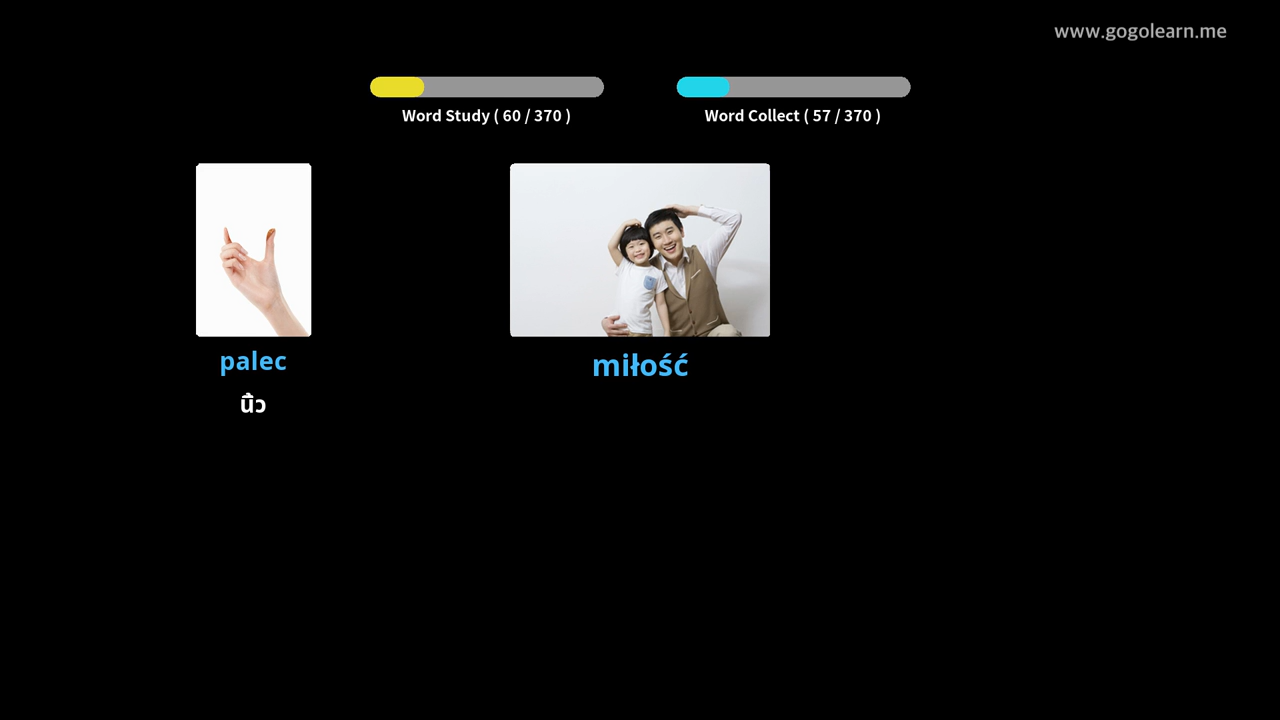 www.gogolearn.me
Word Study ( 60 / 370 )
Word Collect ( 57 / 370 )
palec
นิ้ว
miłość